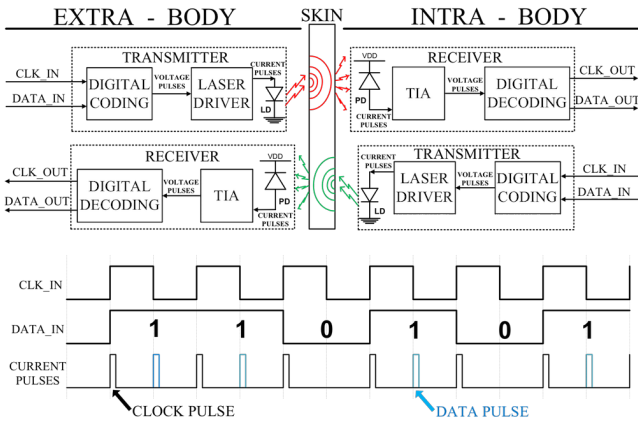 EXTRA - BODY SKIN INTRA - BODY
TRANSMITTER
CLK_IN
DATA_IN
DIGITAL
CODING
VOLTAGE
PULSES
LASER
DRIVER
CURRENT
PULSES
LD
RECEIVER
VDD
PD
CURRENT
PULSES
TIA
VOLTAGE
PULSES
DIGITAL
DECODING
CLK_OUT
DATA_OUT
RECEIVER
CLK_OUT
DATA_OUT
DIGITAL
DECODING
VOLTAGE
PULSES
TIA
VDD
PD
CURRENT
PULSES
TRANSMITTER
CURRENT
PULSES
LD
LASER
DRIVER
VOLTAGE
PULSES
DIGITAL
CODING
CLK_IN
DATA_IN
CLK_IN
DATA_IN 1 1 0 1 0 1
CURRENT
PULSES
CLOCK PULSE DATA PULSE